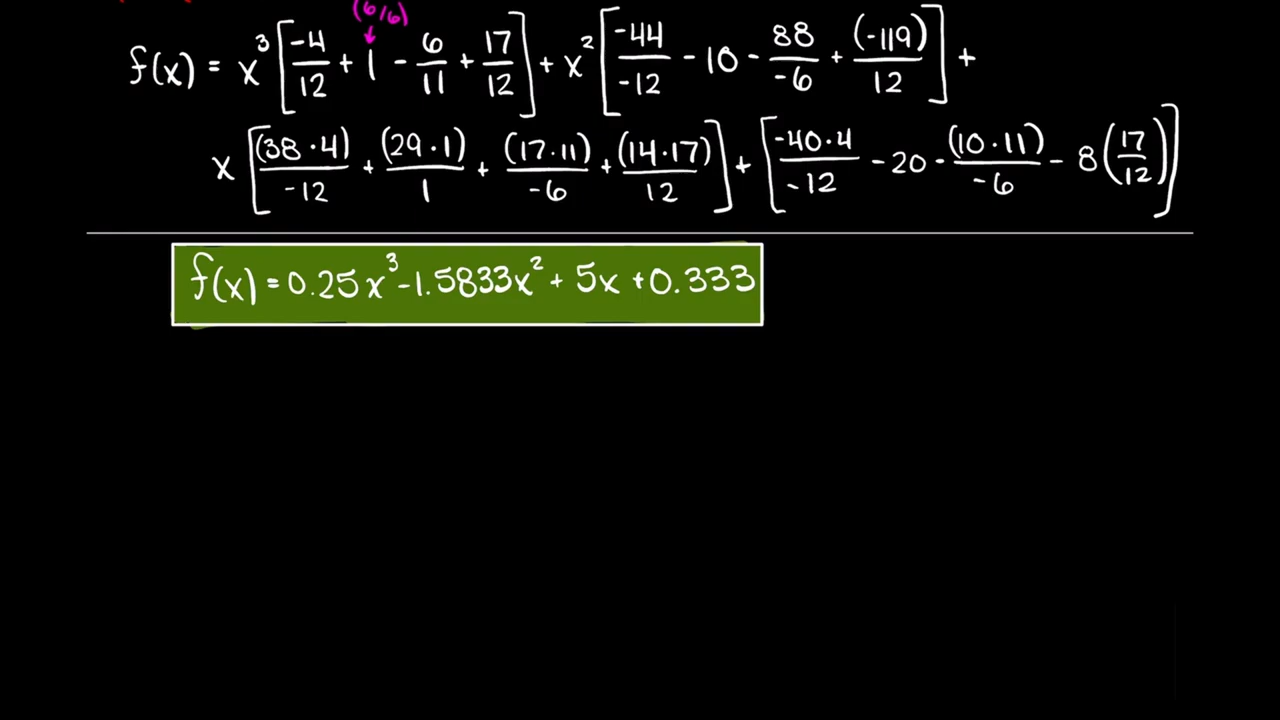 (6/6)
f(x) = x³ [-4/12 + 1 - 6/11 + 17/12] + x² [-44/-12 - 10 - 88/-6 + (-119)/12] +
x [(38·4)/-12 + (29·1)/1 + (17·11)/-6 + (14·17)/12] + [-40·4/-12 - 20 - (10·11)/-6 - 8(17/12)]
f(x) = 0.25x³ - 1.5833x² + 5x + 0.333